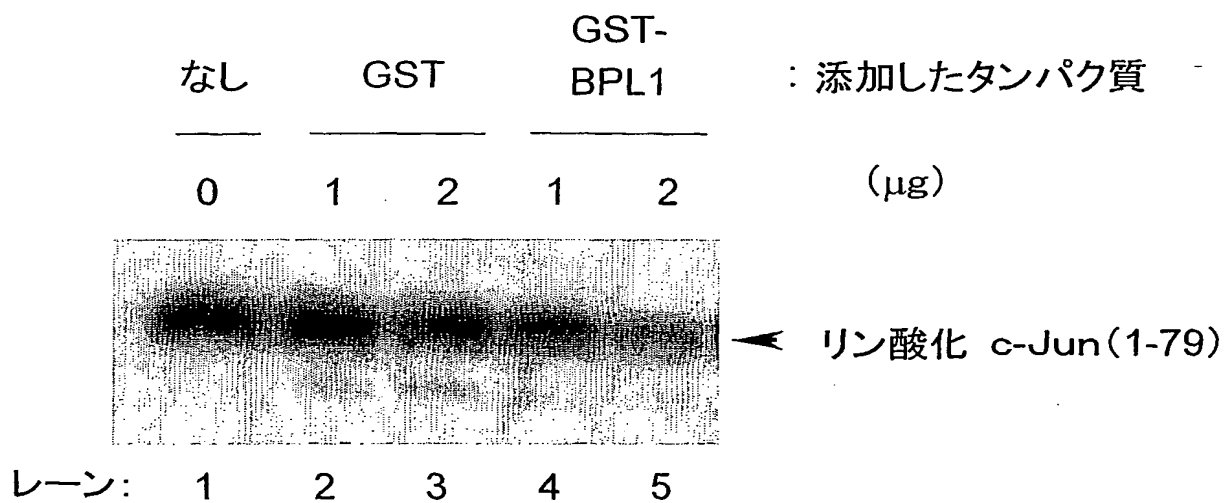 GST-
なし GST BPL1 : 添加したタンパク質
0 1 2 1 2 (μg)
リン酸化 c-Jun(1-79)
レーン: 1 2 3 4 5